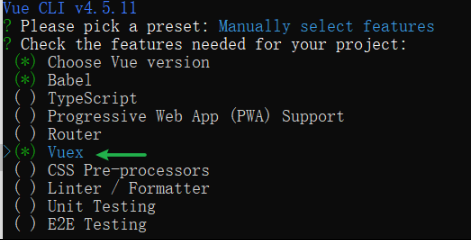 Vue CLI v4.5.11
? Please pick a preset: Manually select features
? Check the features needed for your project:
(*) Choose Vue version
(*) Babel
( ) TypeScript
( ) Progressive Web App (PWA) Support
( ) Router
>(*) Vuex
( ) CSS Pre-processors
( ) Linter / Formatter
( ) Unit Testing
( ) E2E Testing